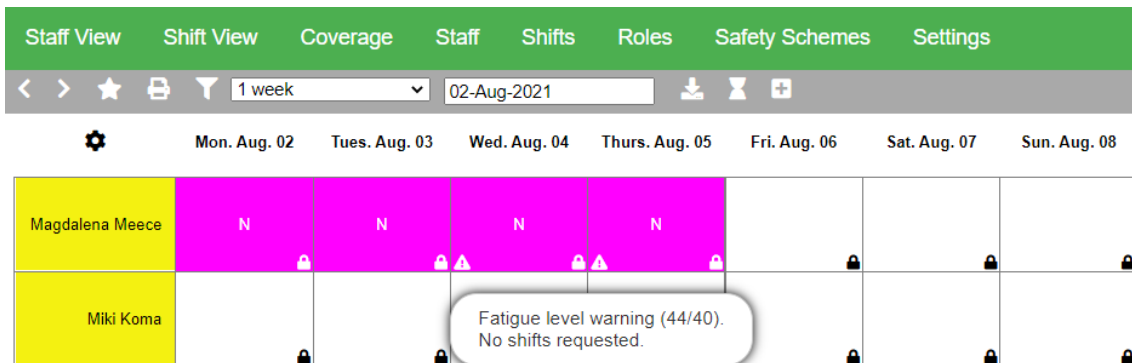 Staff View Shift View Coverage Staff Shifts Roles Safety Schemes Settings
1 week 02-Aug-2021
Mon. Aug. 02 Tues. Aug. 03 Wed. Aug. 04 Thurs. Aug. 05 Fri. Aug. 06 Sat. Aug. 07 Sun. Aug. 08
Magdalena Meece N N N N
Miki Koma
Fatigue level warning (44/40).
No shifts requested.